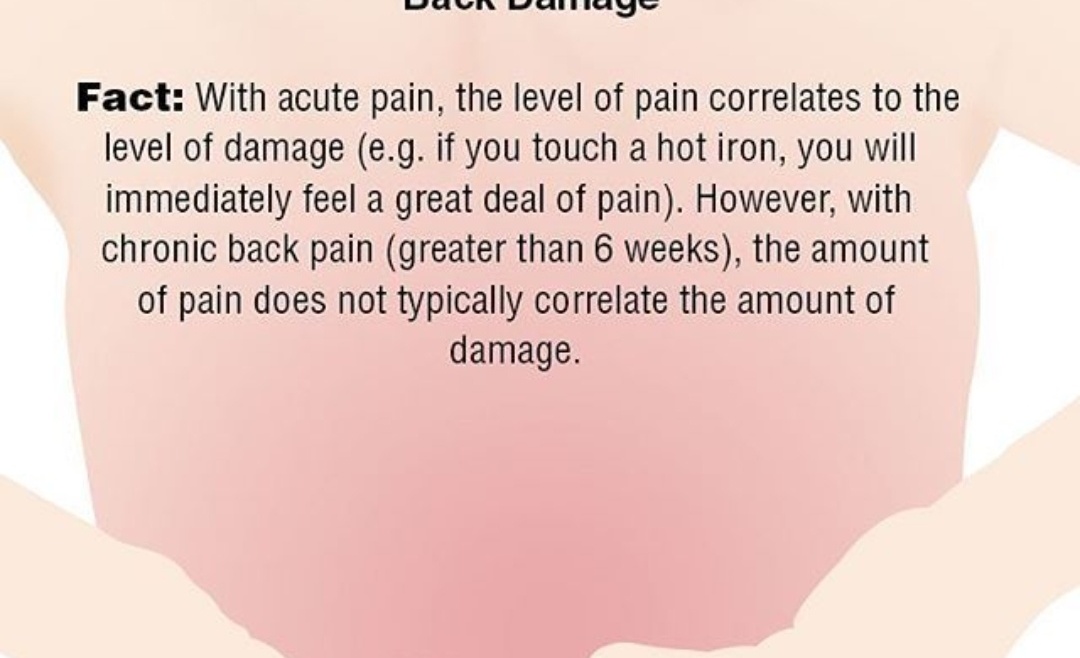 Back Damage
Fact: With acute pain, the level of pain correlates to the
level of damage (e.g. if you touch a hot iron, you will
immediately feel a great deal of pain). However, with
chronic back pain (greater than 6 weeks), the amount
of pain does not typically correlate the amount of
damage.